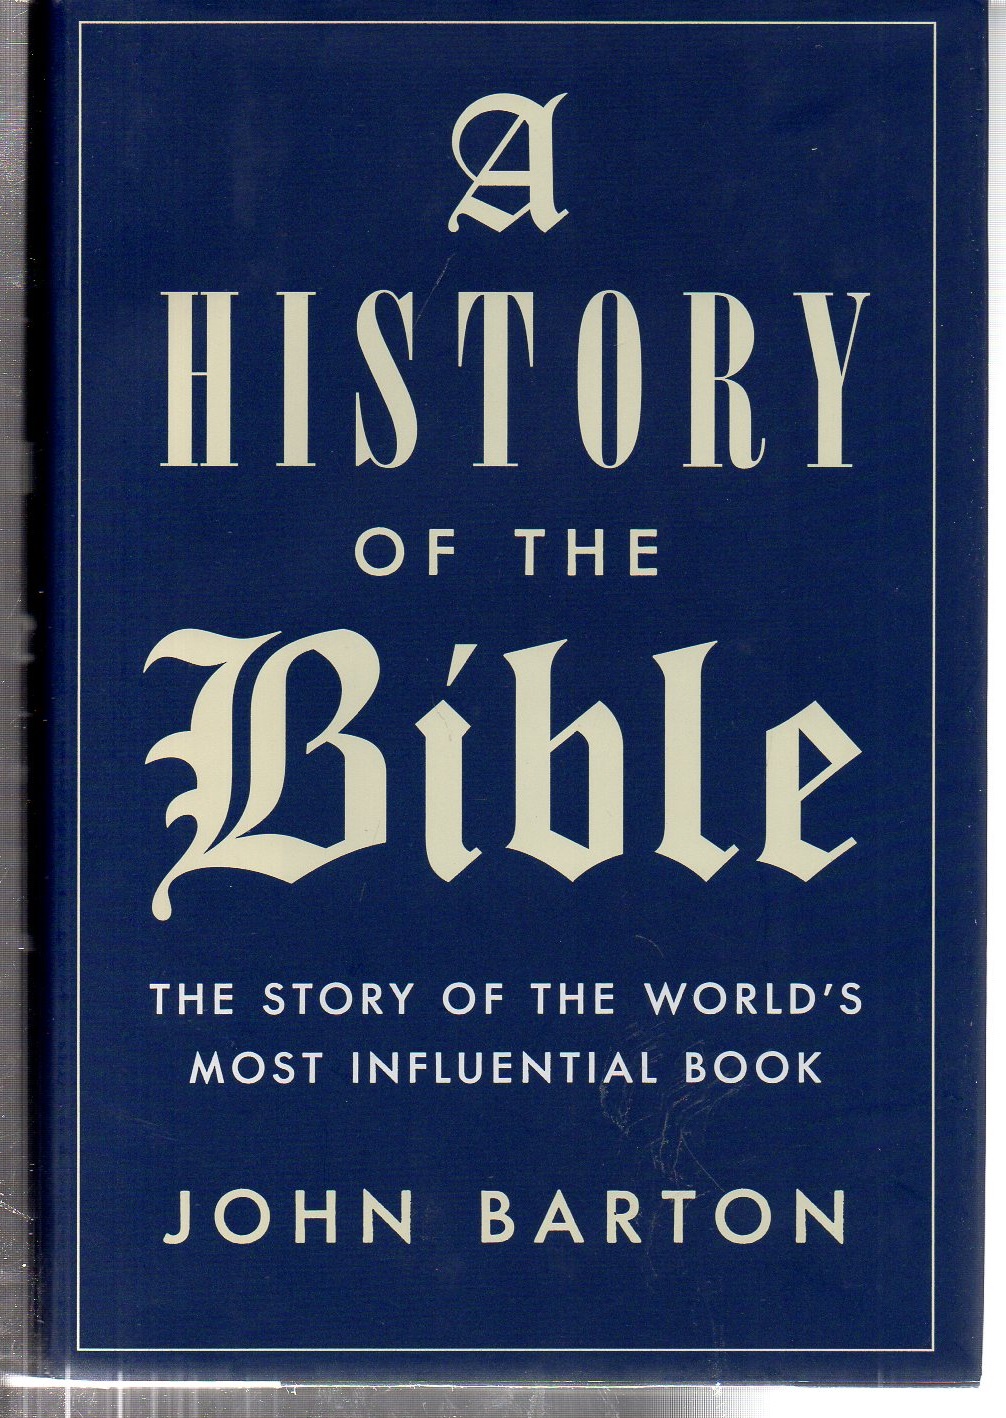 A
HISTORY
OF THE
Bible
THE STORY OF THE WORLD'S
MOST INFLUENTIAL BOOK
JOHN BARTON